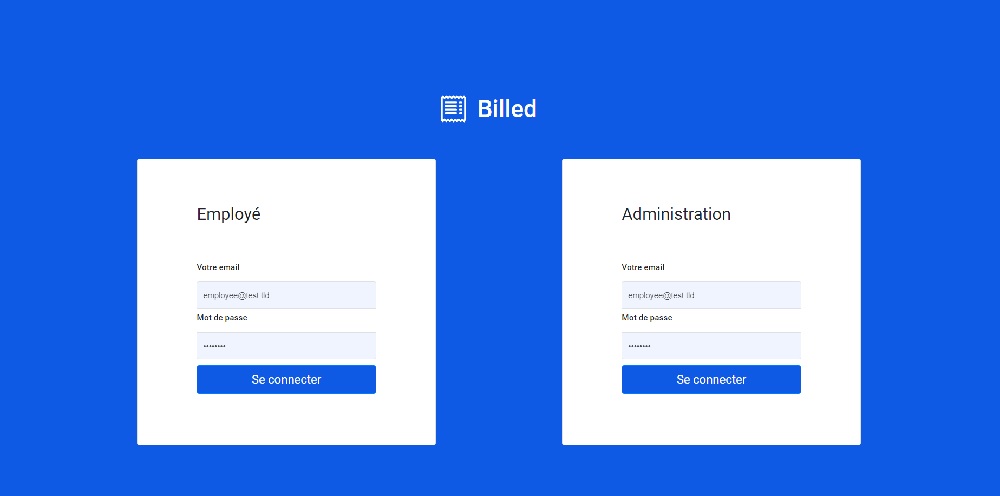 Billed
Employé
Votre email
employee@test.tld
Mot de passe
••••••••
Se connecter
Administration
Votre email
employee@test.tld
Mot de passe
••••••••
Se connecter